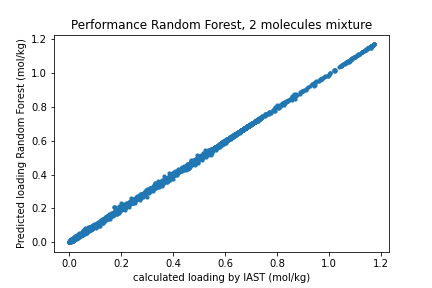 Performance Random Forest, 2 molecules mixture
Predicted loading Random Forest (mol/kg)
1.2
1.0
0.8
0.6
0.4
0.2
0.0
0.0 0.2 0.4 0.6 0.8 1.0 1.2
calculated loading by IAST (mol/kg)